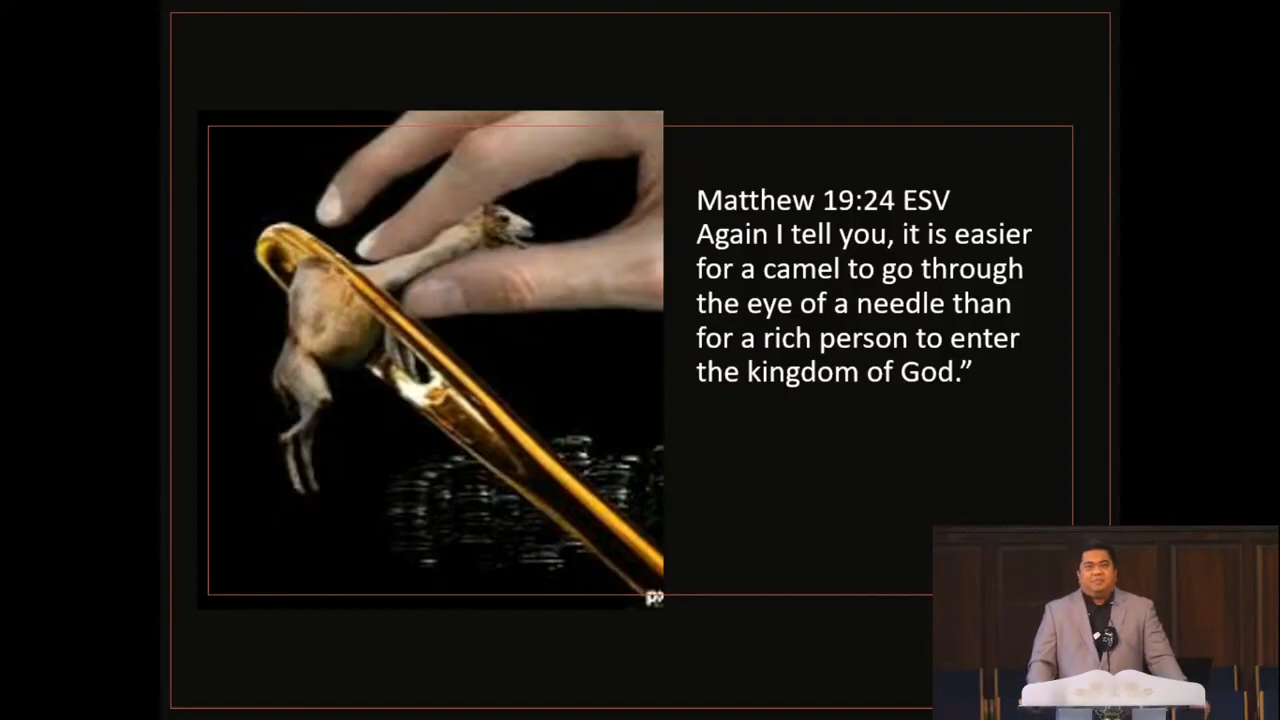 Matthew 19:24 ESV
Again I tell you, it is easier
for a camel to go through
the eye of a needle than
for a rich person to enter
the kingdom of God.”